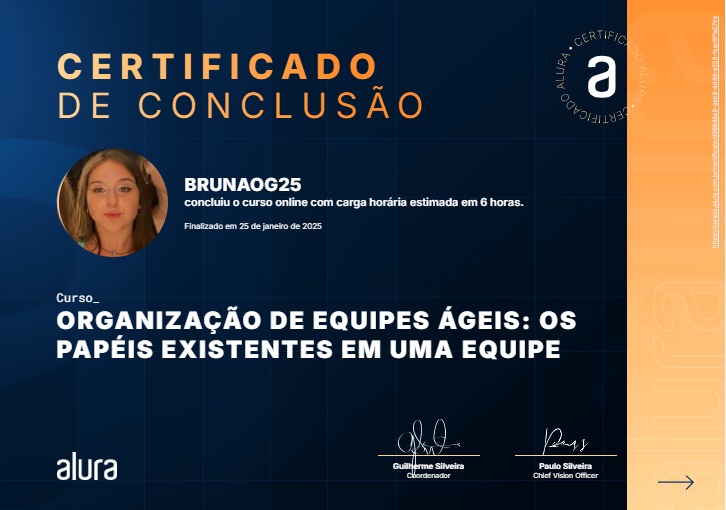 CERTIFICADO
DE CONCLUSÃO
CERTIFICADO ALURA • CERTIFICADO ALURA •
a
BRUNAOG25
concluiu o curso online com carga horária estimada em 6 horas.
Finalizado em 25 de janeiro de 2025
Curso_
ORGANIZAÇÃO DE EQUIPES ÁGEIS: OS
PAPÉIS EXISTENTES EM UMA EQUIPE
alura
Guilherme Silveira
Coordenador
Paulo Silveira
Chief Vision Officer
alura